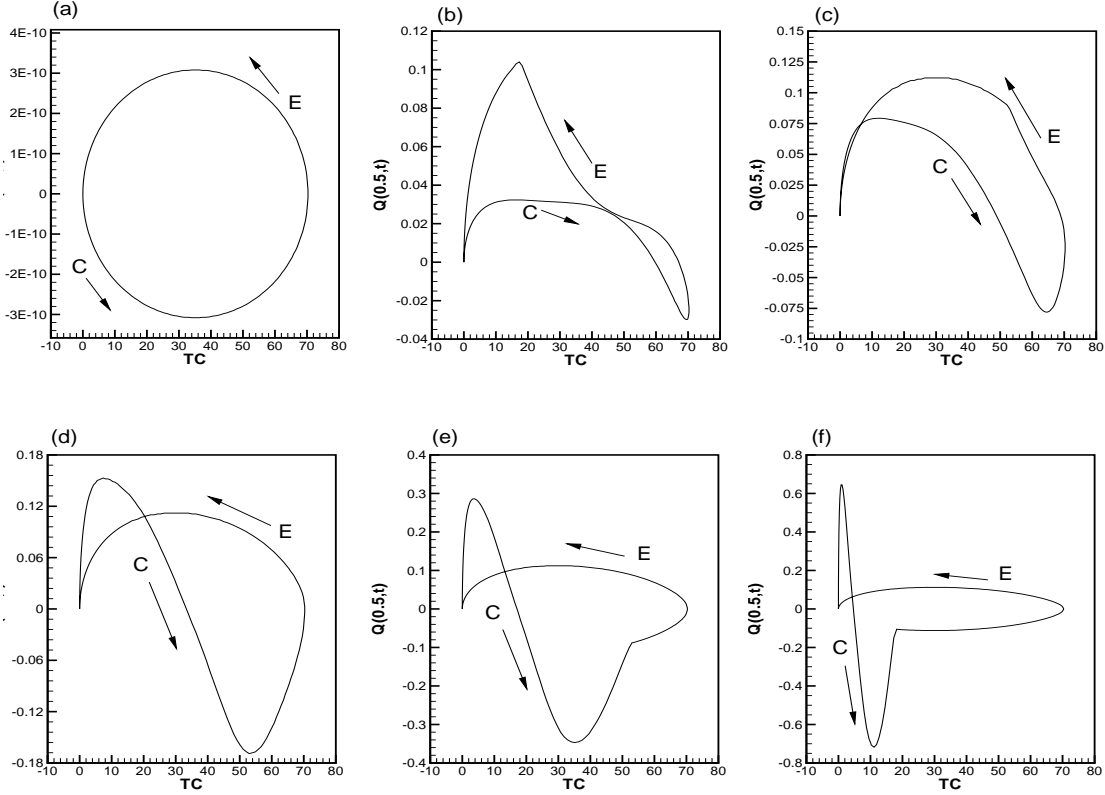 (a)
4E-10
3E-10
2E-10
1E-10
0
-1E-10
-2E-10
-3E-10
-10 0 10 20 30 40 50 60 70 80
TC
E
C
(b)
0.12
0.1
0.08
0.06
0.04
0.02
0
-0.02
-0.04
-10 0 10 20 30 40 50 60 70 80
TC
Q(0.5,t)
E
C
(c)
0.15
0.125
0.1
0.075
0.05
0.025
0
-0.025
-0.05
-0.075
-0.1
-10 0 10 20 30 40 50 60 70 80
TC
Q(0.5,t)
E
C
(d)
0.18
0.12
0.06
0
-0.06
-0.12
-0.18
-10 0 10 20 30 40 50 60 70 80
TC
E
C
(e)
0.4
0.3
0.2
0.1
0
-0.1
-0.2
-0.3
-0.4
-10 0 10 20 30 40 50 60 70 80
TC
Q(0.5,t)
E
C
(f)
0.8
0.6
0.4
0.2
0
-0.2
-0.4
-0.6
-0.8
-10 0 10 20 30 40 50 60 70 80
TC
Q(0.5,t)
E
C